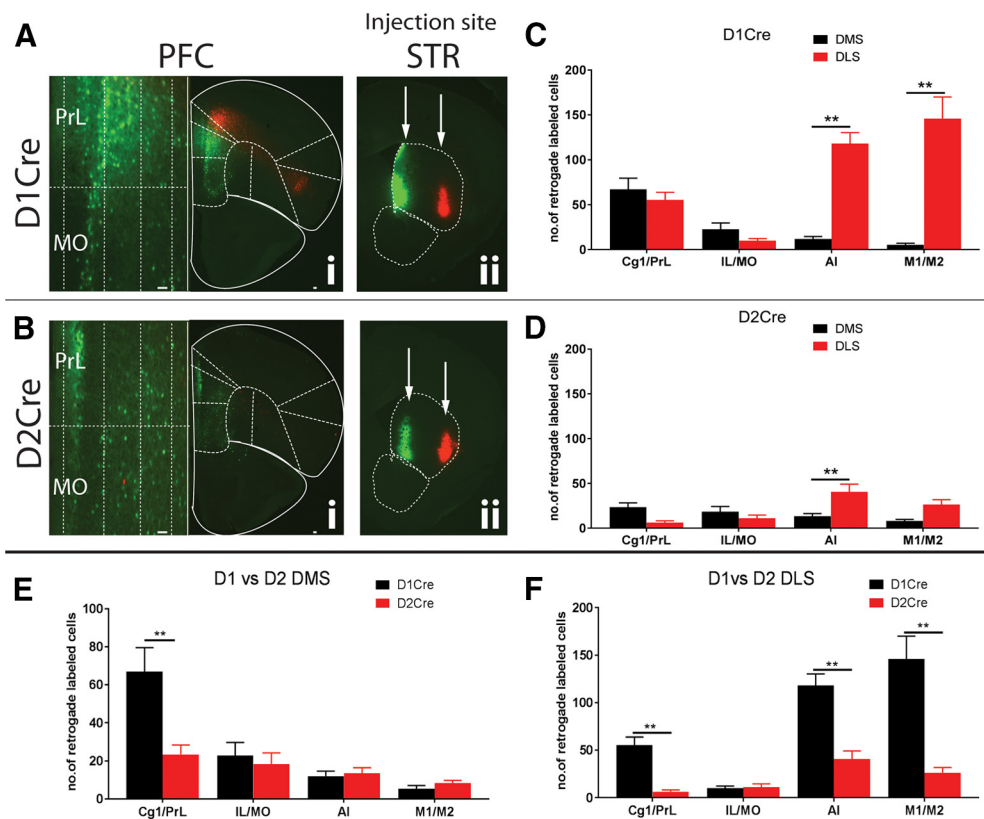 A
PFC
Injection site
STR
D1Cre
PrL
MO
i
ii
B
D2Cre
PrL
MO
i
ii
C
D1Cre
DMS
DLS
no.of retrograde labeled cells
200
150
100
50
0
**
**
Cg1/PrL IL/MO AI M1/M2
D
D2Cre
DMS
DLS
no.of retrograde labeled cells
200
150
100
50
0
**
Cg1/PrL IL/MO AI M1/M2
E
D1 vs D2 DMS
D1Cre
D2Cre
no.of retrograde labeled cells
100
80
60
40
20
0
**
Cg1/PrL IL/MO AI M1/M2
F
D1vs D2 DLS
D1Cre
D2Cre
no.of retrograde labeled cells
200
150
100
50
0
**
**
**
Cg1/PrL IL/MO AI M1/M2